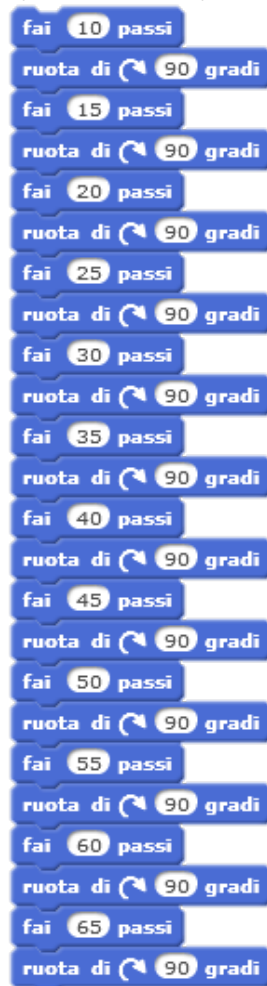 fai 10 passi
ruota di ↻ 90 gradi
fai 15 passi
ruota di ↻ 90 gradi
fai 20 passi
ruota di ↻ 90 gradi
fai 25 passi
ruota di ↻ 90 gradi
fai 30 passi
ruota di ↻ 90 gradi
fai 35 passi
ruota di ↻ 90 gradi
fai 40 passi
ruota di ↻ 90 gradi
fai 45 passi
ruota di ↻ 90 gradi
fai 50 passi
ruota di ↻ 90 gradi
fai 55 passi
ruota di ↻ 90 gradi
fai 60 passi
ruota di ↻ 90 gradi
fai 65 passi
ruota di ↻ 90 gradi